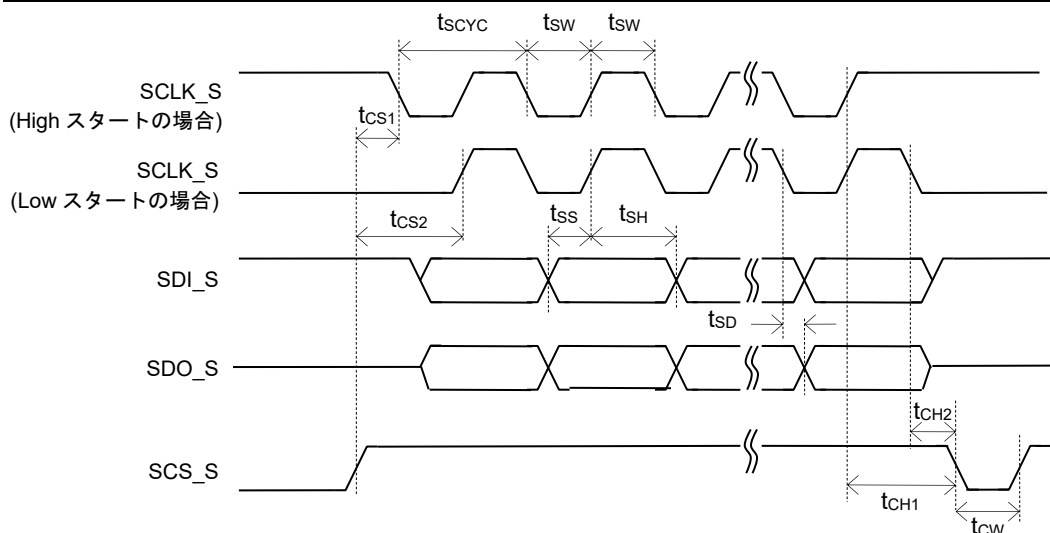 tSCYC tSW tSW
SCLK_S
(High スタートの場合)
tCS1
SCLK_S
(Low スタートの場合)
tCS2 tSS tSH
SDI_S
tSD
SDO_S
tCH2
SCS_S
tCH1
tCW